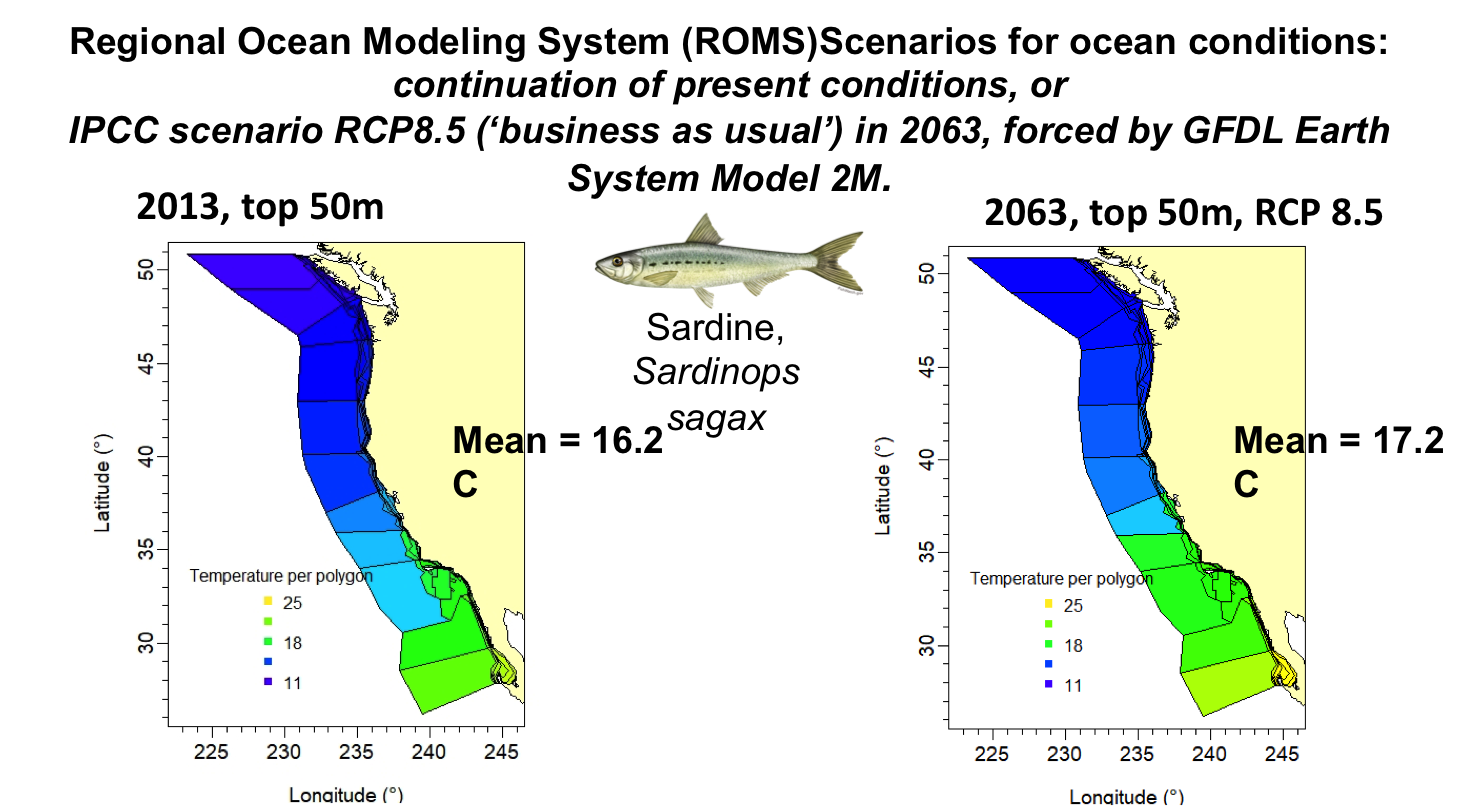 Regional Ocean Modeling System (ROMS)Scenarios for ocean conditions:
continuation of present conditions, or
IPCC scenario RCP8.5 (‘business as usual’) in 2063, forced by GFDL Earth
System Model 2M.
2013, top 50m
Latitude (°)
50
45
40
35
30
Mean = 16.2
C
Temperature per polygon
25
18
11
225
230
235
240
245
Longitude (°)
Sardine,
Sardinops
sagax
2063, top 50m, RCP 8.5
Latitude (°)
50
45
40
35
30
Mean = 17.2
C
Temperature per polygon
25
18
11
225
230
235
240
245
Longitude (°)